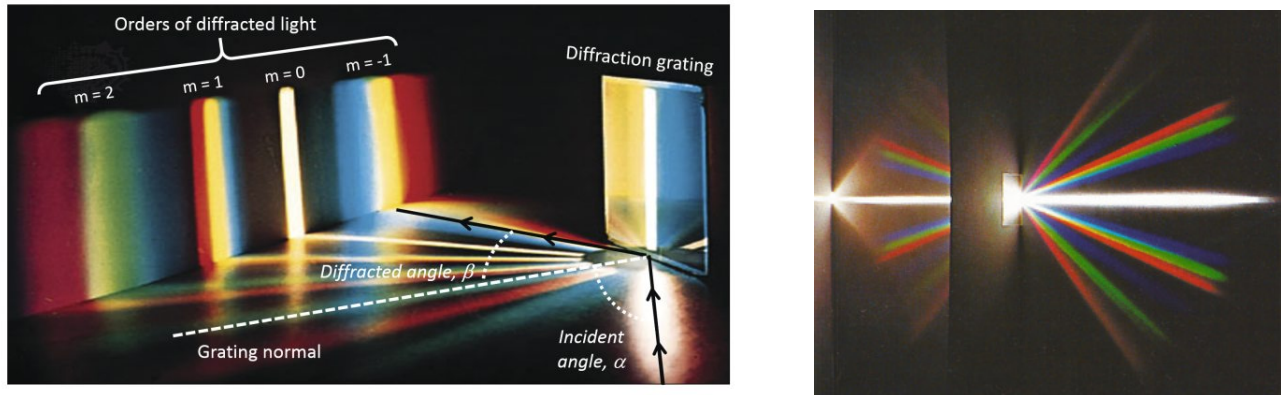 Orders of diffracted light
Diffraction grating
m = 2
m = 1
m = 0
m = -1
Diffracted angle, β
Grating normal
Incident
angle, α